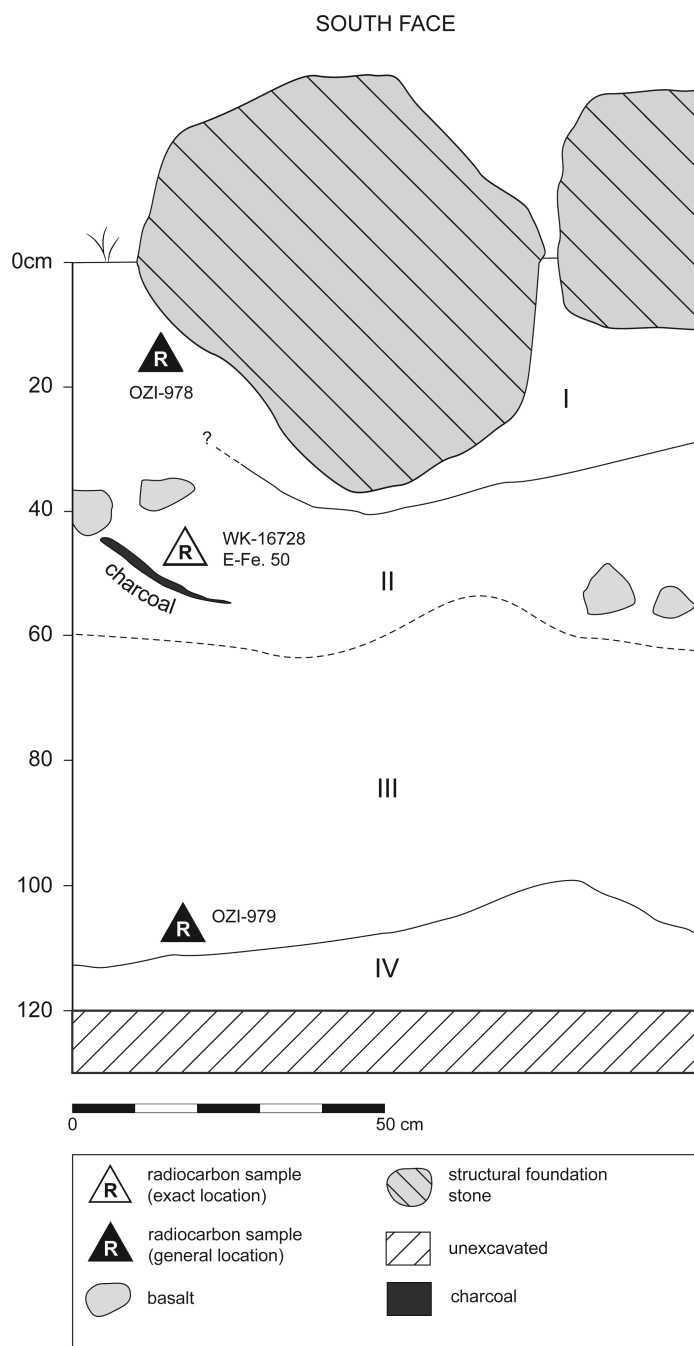 SOUTH FACE
0cm
R
OZI-978
20
I
?
40
R
WK-16728
E-Fe. 50
charcoal
II
60
80
III
100
R
OZI-979
IV
120
0
50 cm
R
radiocarbon sample
(exact location)
R
radiocarbon sample
(general location)
basalt
structural foundation
stone
unexcavated
charcoal